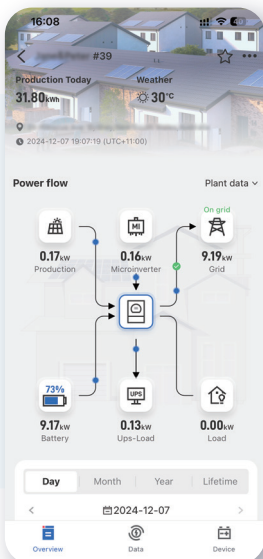 16:08
#39
Production Today
Weather
31.80kWh
30°C
2024-12-07 19:07:19 (UTC+11:00)
Power flow
Plant data
On grid
MI
0.17kW
0.16kW
9.19kW
Production
Microinverter
Grid
73%
UPS
9.17kW
0.13kW
0.00kW
Battery
Ups-Load
Load
Day
Month
Year
Lifetime
2024-12-07
Overview
Data
Device